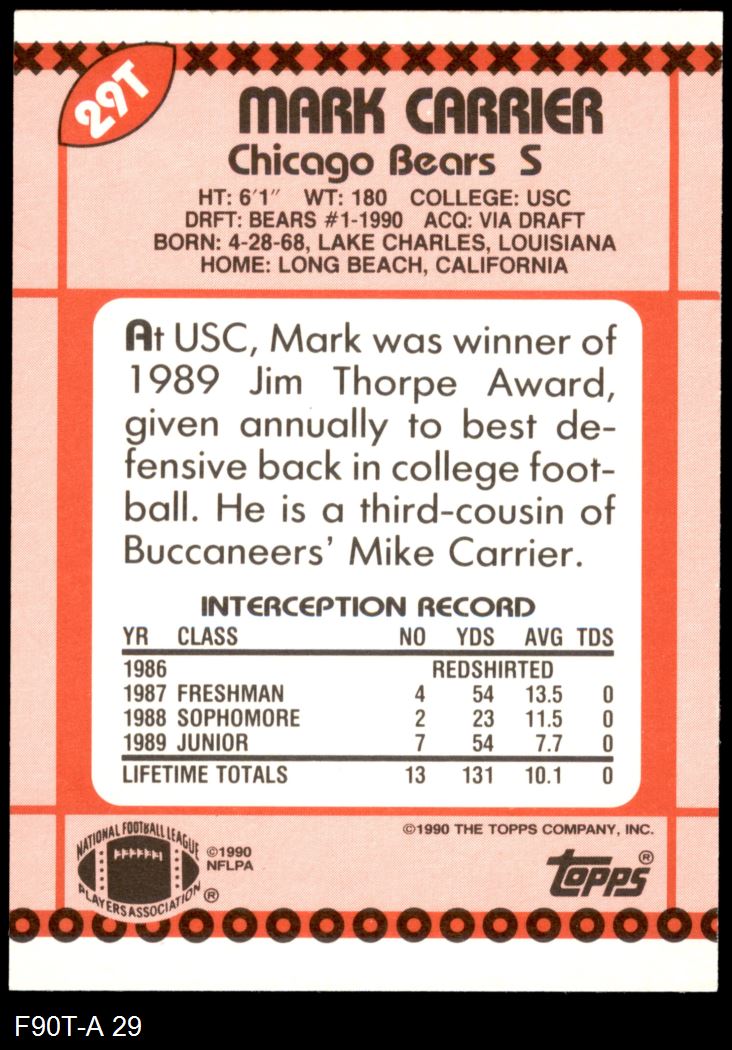 29T
MARK CARRIER
Chicago Bears S
HT: 6'1" WT: 180 COLLEGE: USC
DRFT: BEARS #1-1990 ACQ: VIA DRAFT
BORN: 4-28-68, LAKE CHARLES, LOUISIANA
HOME: LONG BEACH, CALIFORNIA
At USC, Mark was winner of
1989 Jim Thorpe Award,
given annually to best de-
fensive back in college foot-
ball. He is a third-cousin of
Buccaneers' Mike Carrier.
INTERCEPTION RECORD
YR CLASS NO YDS AVG TDS
1986 REDSHIRTED
1987 FRESHMAN 4 54 13.5 0
1988 SOPHOMORE 2 23 11.5 0
1989 JUNIOR 7 54 7.7 0
LIFETIME TOTALS 13 131 10.1 0
©1990 THE TOPPS COMPANY, INC.
NATIONAL FOOTBALL LEAGUE
PLAYERS ASSOCIATION ®
©1990
NFLPA
Topps®
F90T-A 29